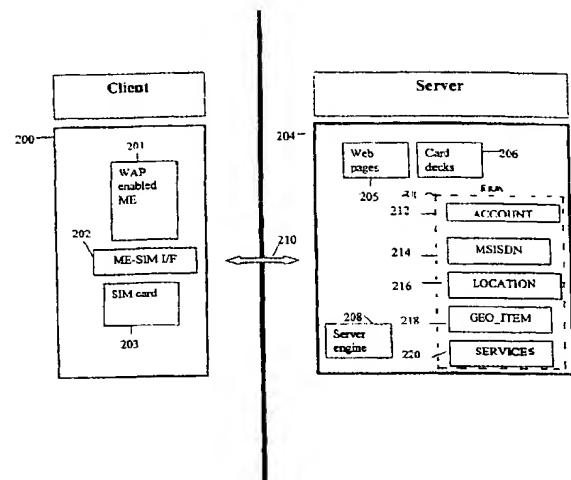 Client
Server
200
201
WAP
enabled
ME
202
ME-SIM I/F
SIM card
203
210
204
Web
pages
205
Card
decks
206
212
ACCOUNT
214
MSISDN
216
LOCATION
218
GEO_ITEM
220
SERVICES
208
Server
engine